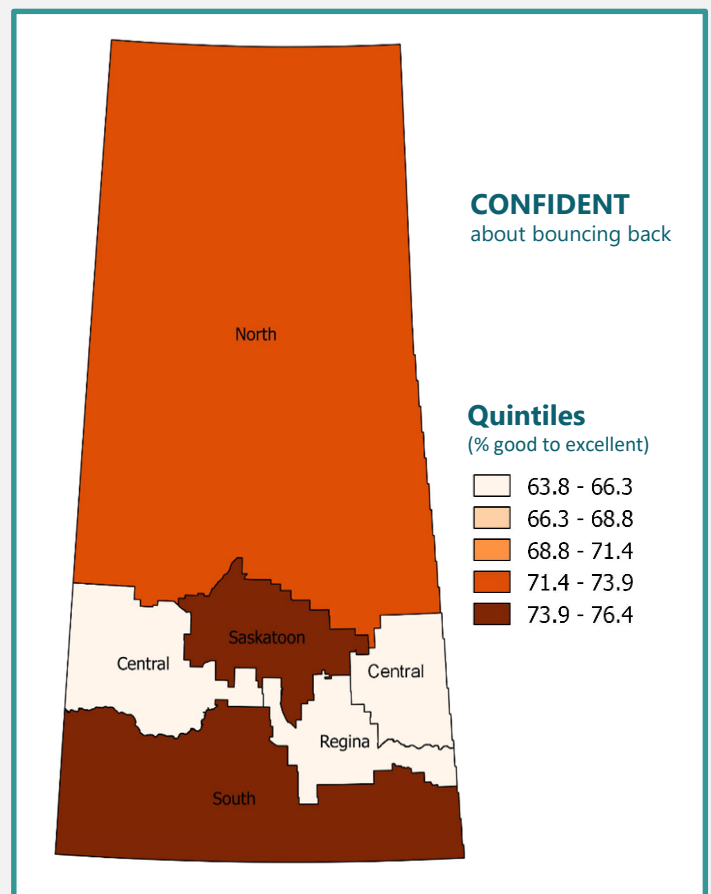 CONFIDENT
about bouncing back
North
Quintiles
(% good to excellent)
63.8 - 66.3
66.3 - 68.8
68.8 - 71.4
71.4 - 73.9
73.9 - 76.4
Saskatoon
Central
Central
Regina
South